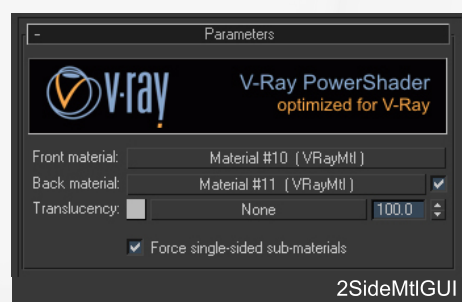 - Parameters
v·ray V-Ray PowerShader
optimized for V-Ray
Front material: Material #10 ( VRayMtl )
Back material: Material #11 ( VRayMtl )
Translucency: None 100.0
Force single-sided sub-materials
2SideMtlGUI